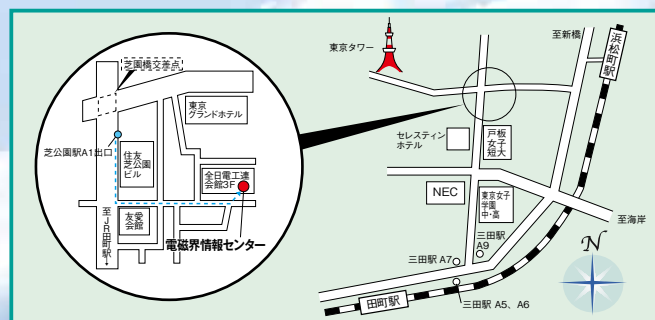 芝園橋交差点
東京
グランドホテル
芝公園駅A1出口
住友
芝公園
ビル
全日電工連
会館3F
友愛
会館
至JR田町駅
電磁界情報センター
東京タワー
至新橋
浜松町駅
セレスティン
ホテル
戸板
女子
短大
NEC
東京女子
学園
中・高
至海岸
三田駅
A9
三田駅 A7
田町駅
三田駅 A5、A6
N